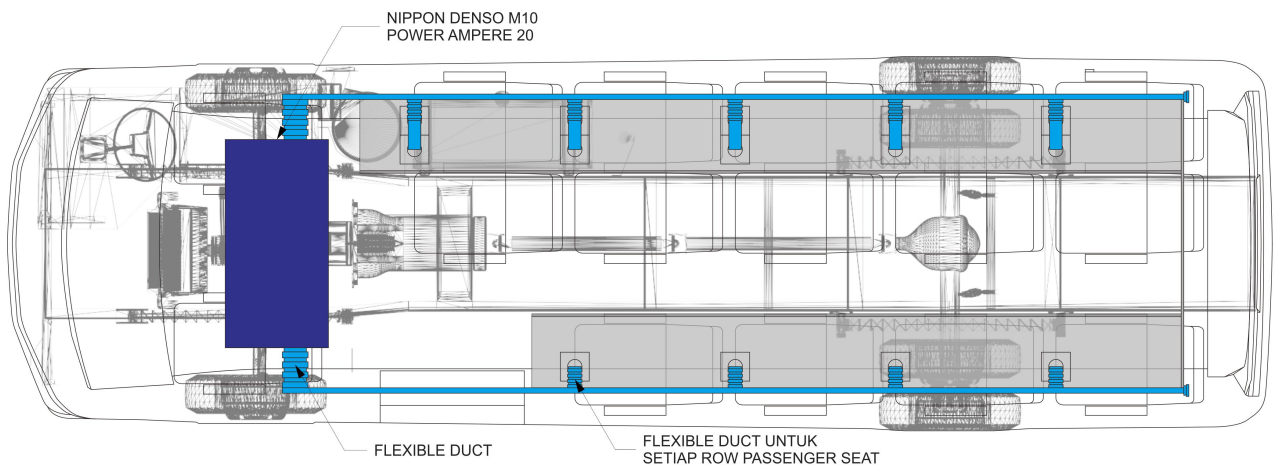 NIPPON DENSO M10
POWER AMPERE 20
FLEXIBLE DUCT
FLEXIBLE DUCT UNTUK
SETIAP ROW PASSENGER SEAT